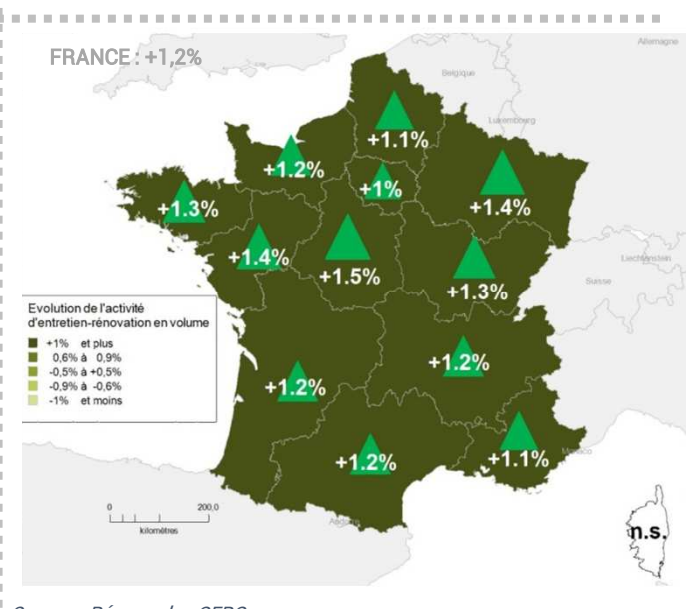 FRANCE : +1,2%
Allemagne
Belgique
Luxembourg
+1.1%
+1.2%
+1%
+1.3%
+1.4%
+1.4%
+1.5%
+1.3%
Liechtenstein
Suisse
Evolution de l'activité
d'entretien-rénovation en volume
+1% et plus
0,6% à 0,9%
-0,5% à +0,5%
-0,9% à -0,6%
-1% et moins
+1.2%
+1.2%
+1.2%
+1.1%
Monaco
0 200,0
kilomètres
Andorre
n.s.